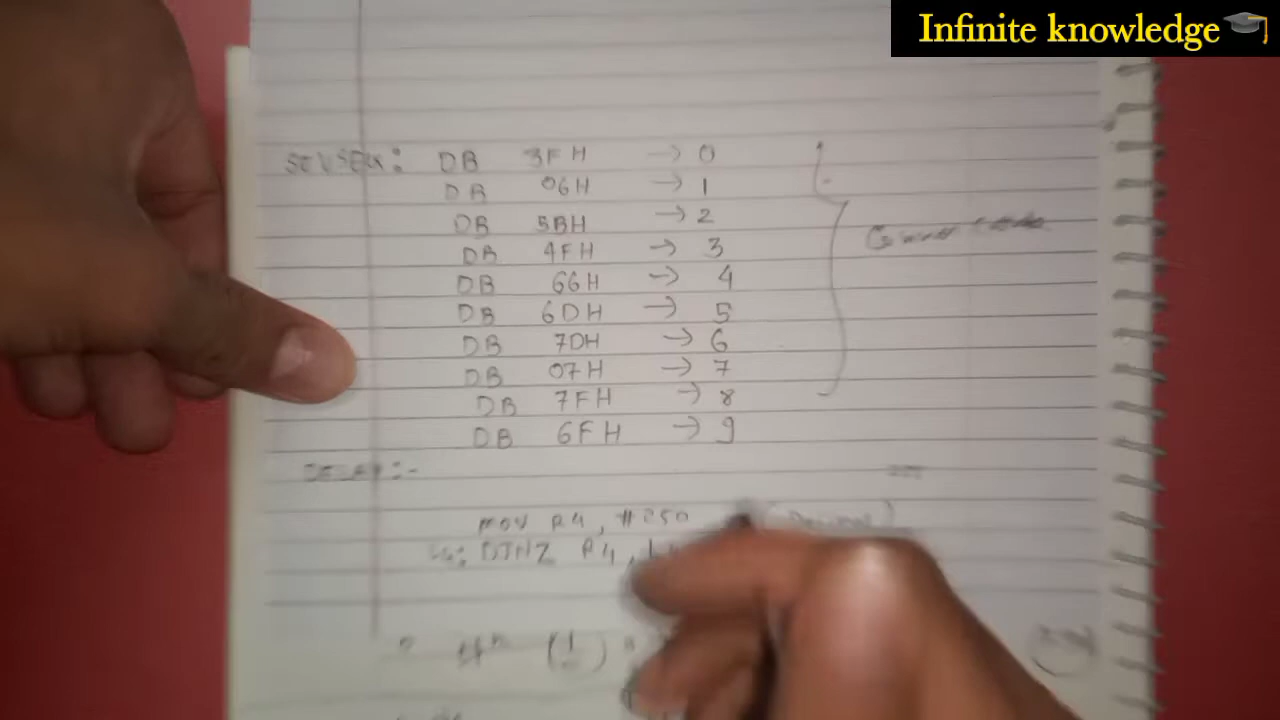 Infinite knowledge
DB 3FH → 0
DB 06H → 1
DB 5BH → 2
DB 4FH → 3
DB 66H → 4
DB 6DH → 5
DB 7DH → 6
DB 07H → 7
DB 7FH → 8
DB 6FH → 9
DELAY:-
MOV R4, #250
DJNZ R4,